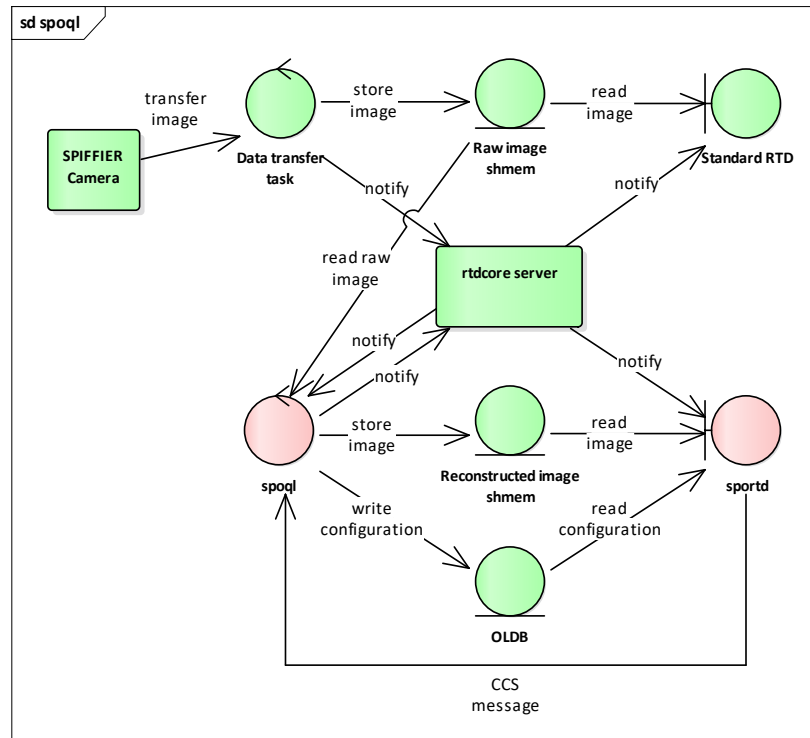 sd spoql
transfer
image
SPIFFIER
Camera
Data transfer
task
store
image
Raw image
shmem
read
image
Standard RTD
notify
notify
read raw
image
rtdcore server
notify
notify
notify
spoql
store
image
Reconstructed image
shmem
read
image
sportd
write
configuration
read
configuration
OLDB
CCS
message